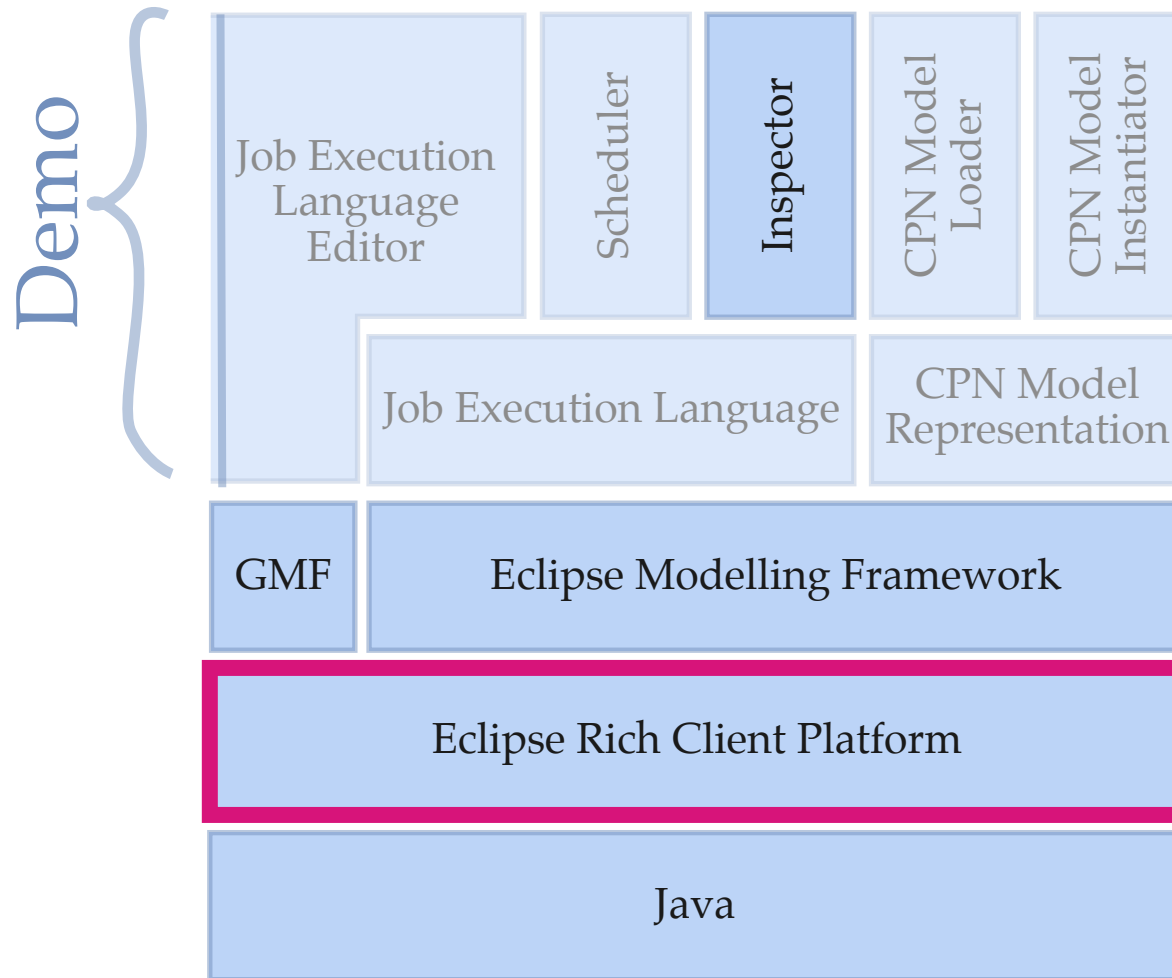 Demo
Job Execution
Language
Editor
Scheduler
Inspector
CPN Model
Loader
CPN Model
Instantiator
Job Execution Language
CPN Model
Representation
GMF
Eclipse Modelling Framework
Eclipse Rich Client Platform
Java